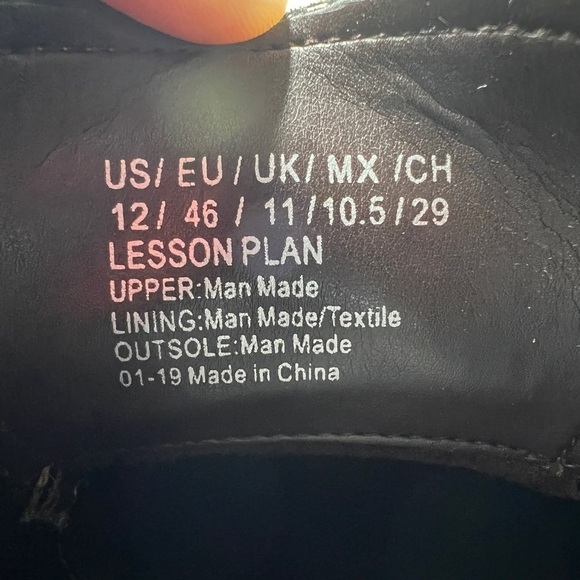 US/ EU / UK/ MX /CH
12/ 46 / 11 /10.5/ 29
LESSON PLAN
UPPER:Man Made
LINING:Man Made/Textile
OUTSOLE:Man Made
01-19 Made in China